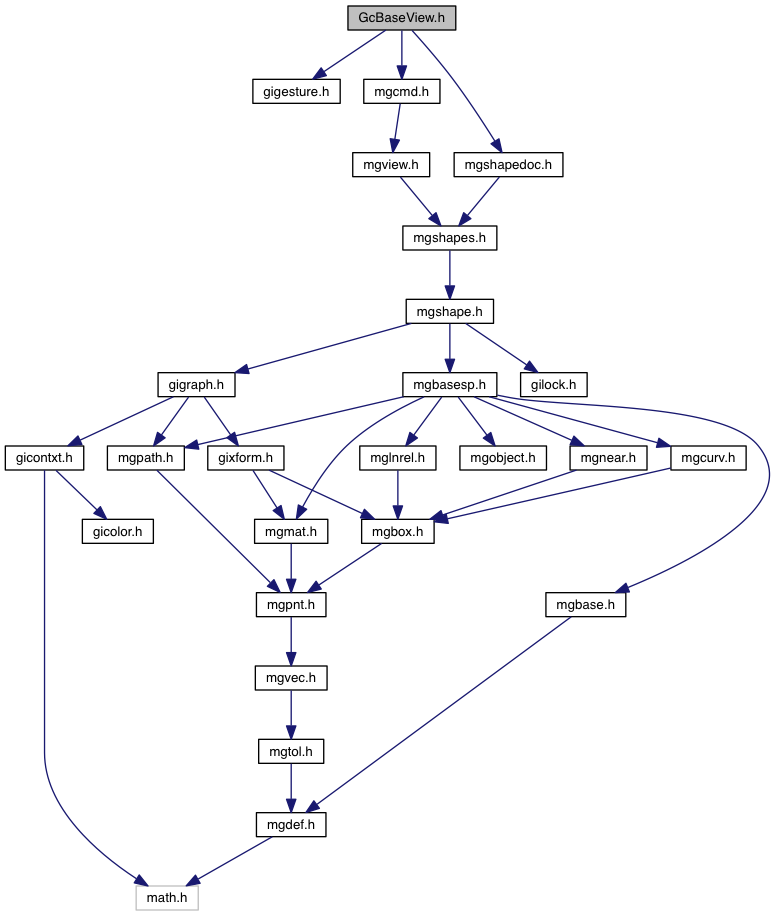 GcBaseView.h
gigesture.h
mgcmd.h
mgview.h
mgshapedoc.h
mgshapes.h
mgshape.h
gigraph.h
mgbasesp.h
gilock.h
gicontxt.h
mgpath.h
gixform.h
mglnrel.h
mgobject.h
mgnear.h
mgcurv.h
gicolor.h
mgmat.h
mgbox.h
mgpnt.h
mgbase.h
mgvec.h
mgtol.h
mgdef.h
math.h